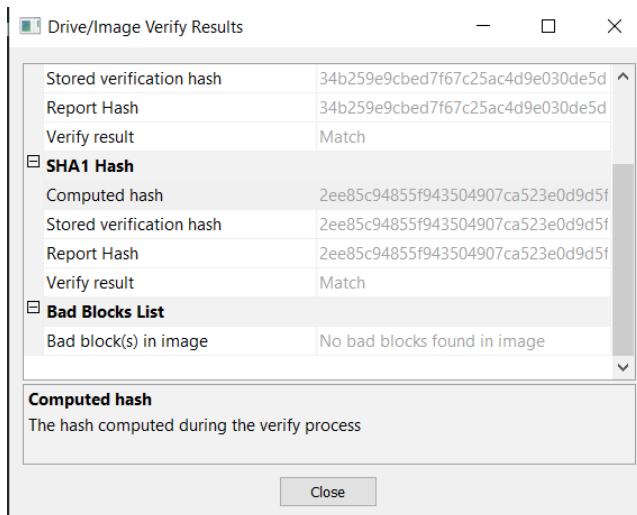 Drive/Image Verify Results
Stored verification hash 34b259e9cbed7f67c25ac4d9e030de5d
Report Hash 34b259e9cbed7f67c25ac4d9e030de5d
Verify result Match
SHA1 Hash
Computed hash 2ee85c94855f943504907ca523e0d9d5f
Stored verification hash 2ee85c94855f943504907ca523e0d9d5f
Report Hash 2ee85c94855f943504907ca523e0d9d5f
Verify result Match
Bad Blocks List
Bad block(s) in image No bad blocks found in image
Computed hash
The hash computed during the verify process
Close